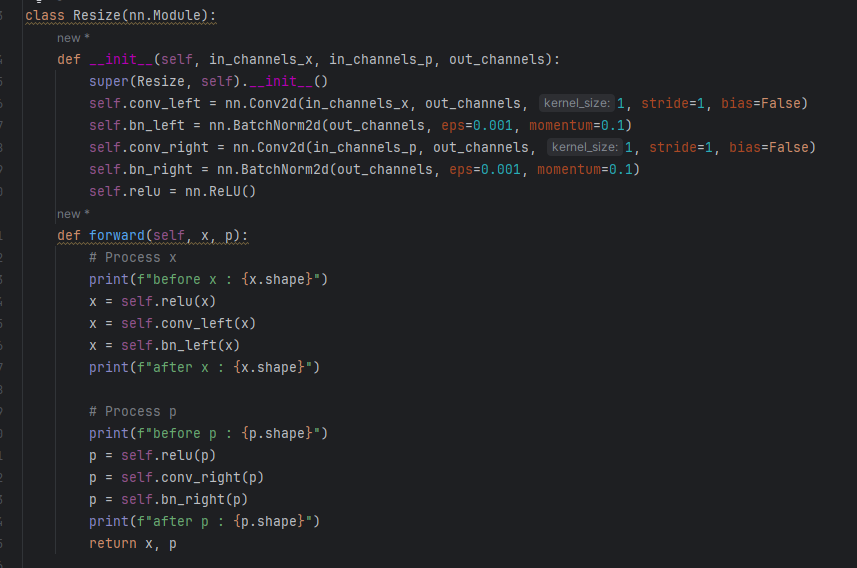 class Resize(nn.Module):
new *
def __init__(self, in_channels_x, in_channels_p, out_channels):
super(Resize, self).__init__()
self.conv_left = nn.Conv2d(in_channels_x, out_channels, kernel_size: 1, stride=1, bias=False)
self.bn_left = nn.BatchNorm2d(out_channels, eps=0.001, momentum=0.1)
self.conv_right = nn.Conv2d(in_channels_p, out_channels, kernel_size: 1, stride=1, bias=False)
self.bn_right = nn.BatchNorm2d(out_channels, eps=0.001, momentum=0.1)
self.relu = nn.ReLU()
new *
def forward(self, x, p):
# Process x
print(f"before x : {x.shape}")
x = self.relu(x)
x = self.conv_left(x)
x = self.bn_left(x)
print(f"after x : {x.shape}")
# Process p
print(f"before p : {p.shape}")
p = self.relu(p)
p = self.conv_right(p)
p = self.bn_right(p)
print(f"after p : {p.shape}")
return x, p